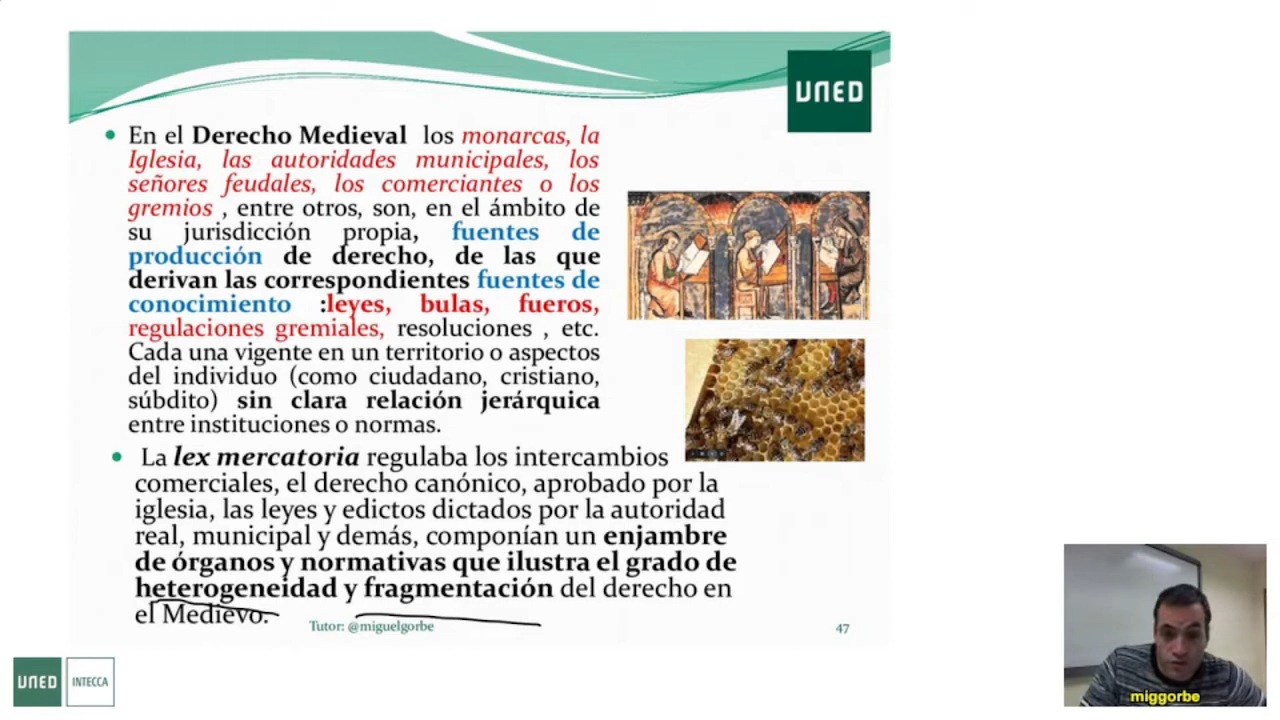 UNED
En el Derecho Medieval los monarcas, la
Iglesia, las autoridades municipales, los
señores feudales, los comerciantes o los
gremios , entre otros, son, en el ámbito de
su jurisdicción propia, fuentes de
producción de derecho, de las que
derivan las correspondientes fuentes de
conocimiento :leyes, bulas, fueros,
regulaciones gremiales, resoluciones , etc.
Cada una vigente en un territorio o aspectos
del individuo (como ciudadano, cristiano,
súbdito) sin clara relación jerárquica
entre instituciones o normas.
La lex mercatoria regulaba los intercambios
comerciales, el derecho canónico, aprobado por la
iglesia, las leyes y edictos dictados por la autoridad
real, municipal y demás, componían un enjambre
de órganos y normativas que ilustra el grado de
heterogeneidad y fragmentación del derecho en
el Medievo.
Tutor: @miguelgorbe
47
UNED
INTECCA
miggorbe